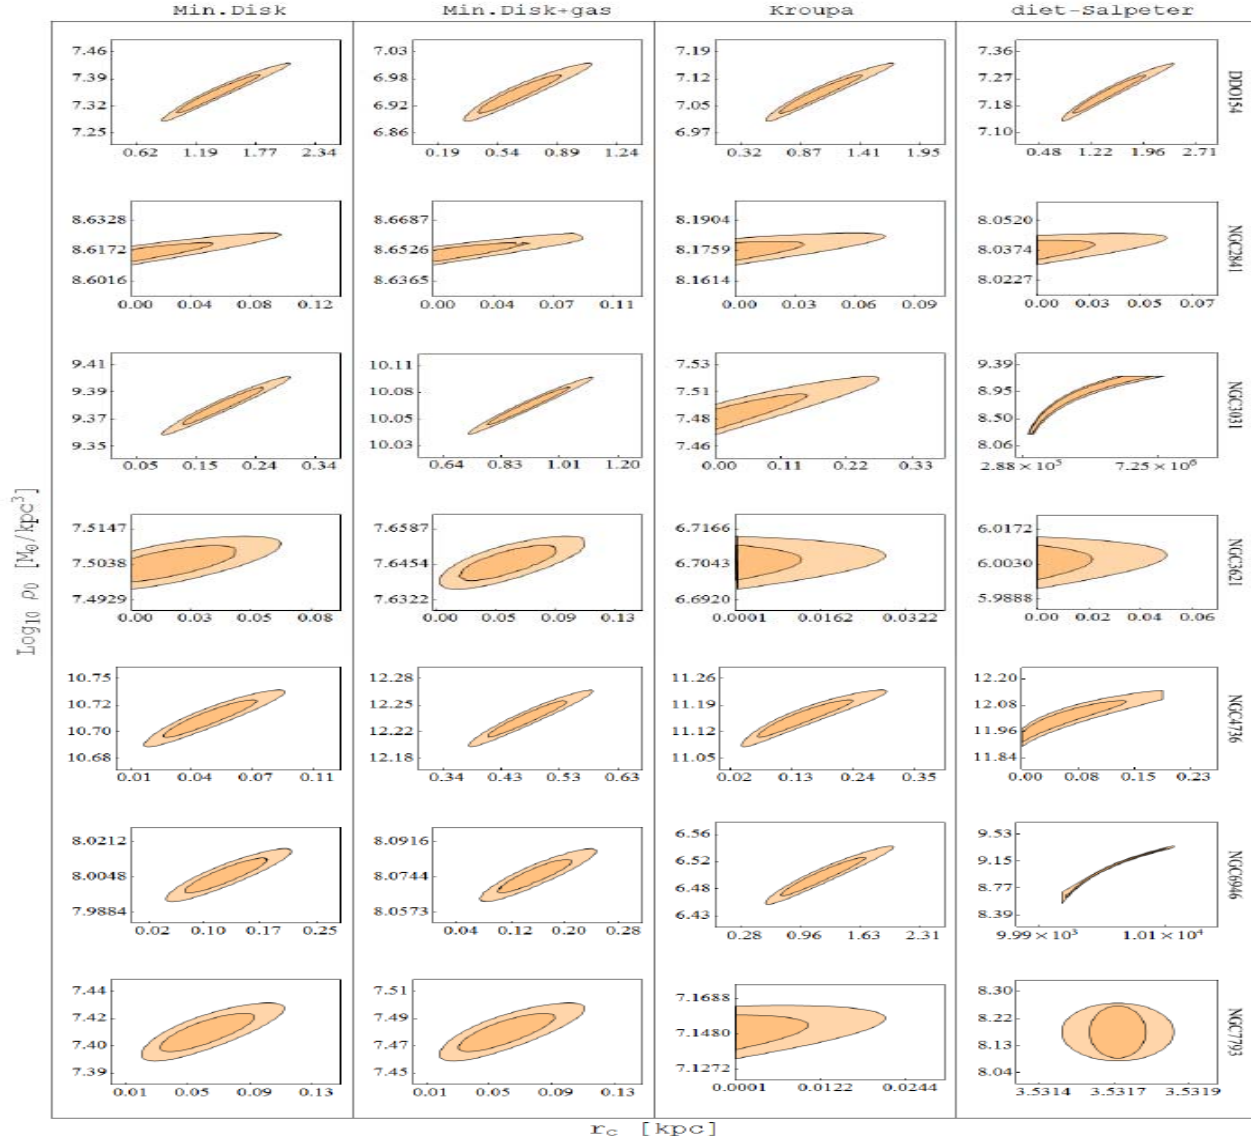 Min.Disk Min.Disk+gas Kroupa diet-Salpeter
7.46 7.03 7.19 7.36
7.39 6.98 7.12 7.27
7.32 6.92 7.05 7.18
7.25 6.86 6.97 7.10
0.62 1.19 1.77 2.34 0.19 0.54 0.89 1.24 0.32 0.87 1.41 1.95 0.48 1.22 1.96 2.71
DDO154
8.6328 8.6687 8.1904 8.0520
8.6172 8.6526 8.1759 8.0374
8.6016 8.6365 8.1614 8.0227
0.00 0.04 0.08 0.12 0.00 0.04 0.07 0.11 0.00 0.03 0.06 0.09 0.00 0.03 0.05 0.07
NGC2841
9.41 10.11 7.53 9.39
9.39 10.08 7.51 8.95
9.37 10.05 7.48 8.50
9.35 10.03 7.46 8.06
0.05 0.15 0.24 0.34 0.64 0.83 1.01 1.20 0.00 0.11 0.22 0.33 2.88 × 10⁵ 7.25 × 10⁶
NGC3031
7.5147 7.6587 6.7166 6.0172
7.5038 7.6454 6.7043 6.0030
7.4929 7.6322 6.6920 5.9888
0.00 0.03 0.05 0.08 0.00 0.05 0.09 0.13 0.0001 0.0162 0.0322 0.00 0.02 0.04 0.06
NGC3621
10.75 12.28 11.26 12.20
10.72 12.25 11.19 12.08
10.70 12.22 11.12 11.96
10.68 12.18 11.05 11.84
0.01 0.04 0.07 0.11 0.34 0.43 0.53 0.63 0.02 0.13 0.24 0.35 0.00 0.08 0.15 0.23
NGC4736
8.0212 8.0916 6.56 9.53
8.0048 8.0744 6.52 9.15
7.9884 8.0573 6.48 8.77
6.43 8.39
0.02 0.10 0.17 0.25 0.04 0.12 0.20 0.28 0.28 0.96 1.63 2.31 9.99 × 10³ 1.01 × 10⁴
NGC6946
7.44 7.51 7.1688 8.30
7.42 7.49 7.1480 8.22
7.40 7.47 7.1272 8.13
7.39 7.45 8.04
0.01 0.05 0.09 0.13 0.01 0.05 0.09 0.13 0.0001 0.0122 0.0244 3.5314 3.5317 3.5319
NGC7793
Log₁₀ ρ₀ [M⊙/kpc³]
r_c [kpc]